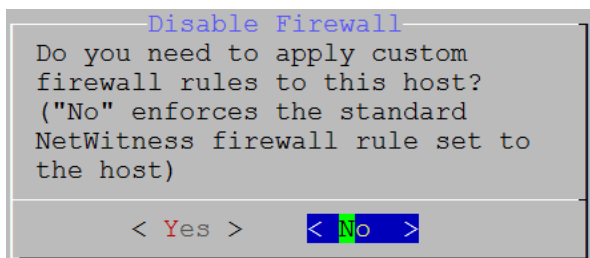 Disable Firewall
Do you need to apply custom
firewall rules to this host?
("No" enforces the standard
NetWitness firewall rule set to
the host)
< Yes > < No >